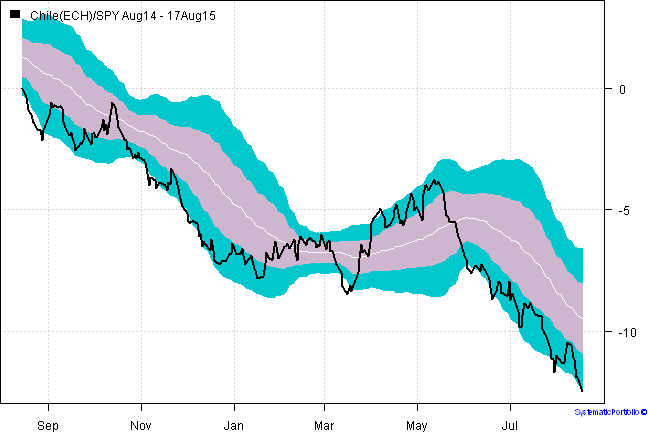 Chile(ECH)/SPY Aug14 - 17Aug15
0
-5
-10
Sep Nov Jan Mar May Jul
SystematicPortfolio ©